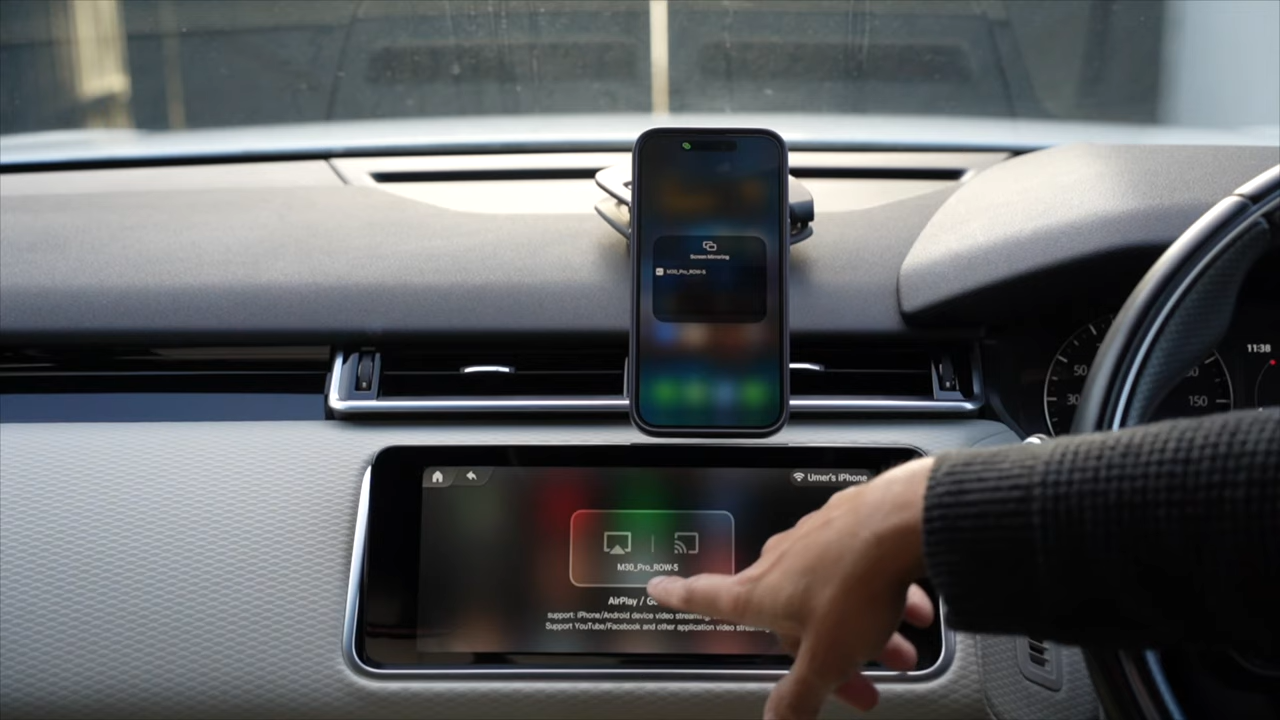 Screen Mirroring
M30_Pro_ROW-5
11:38
50
30
150
Umer's iPhone
M30_Pro_ROW-5
AirPlay / Go
support: iPhone/Android device video streaming,
Support YouTube/Facebook and other application video streaming